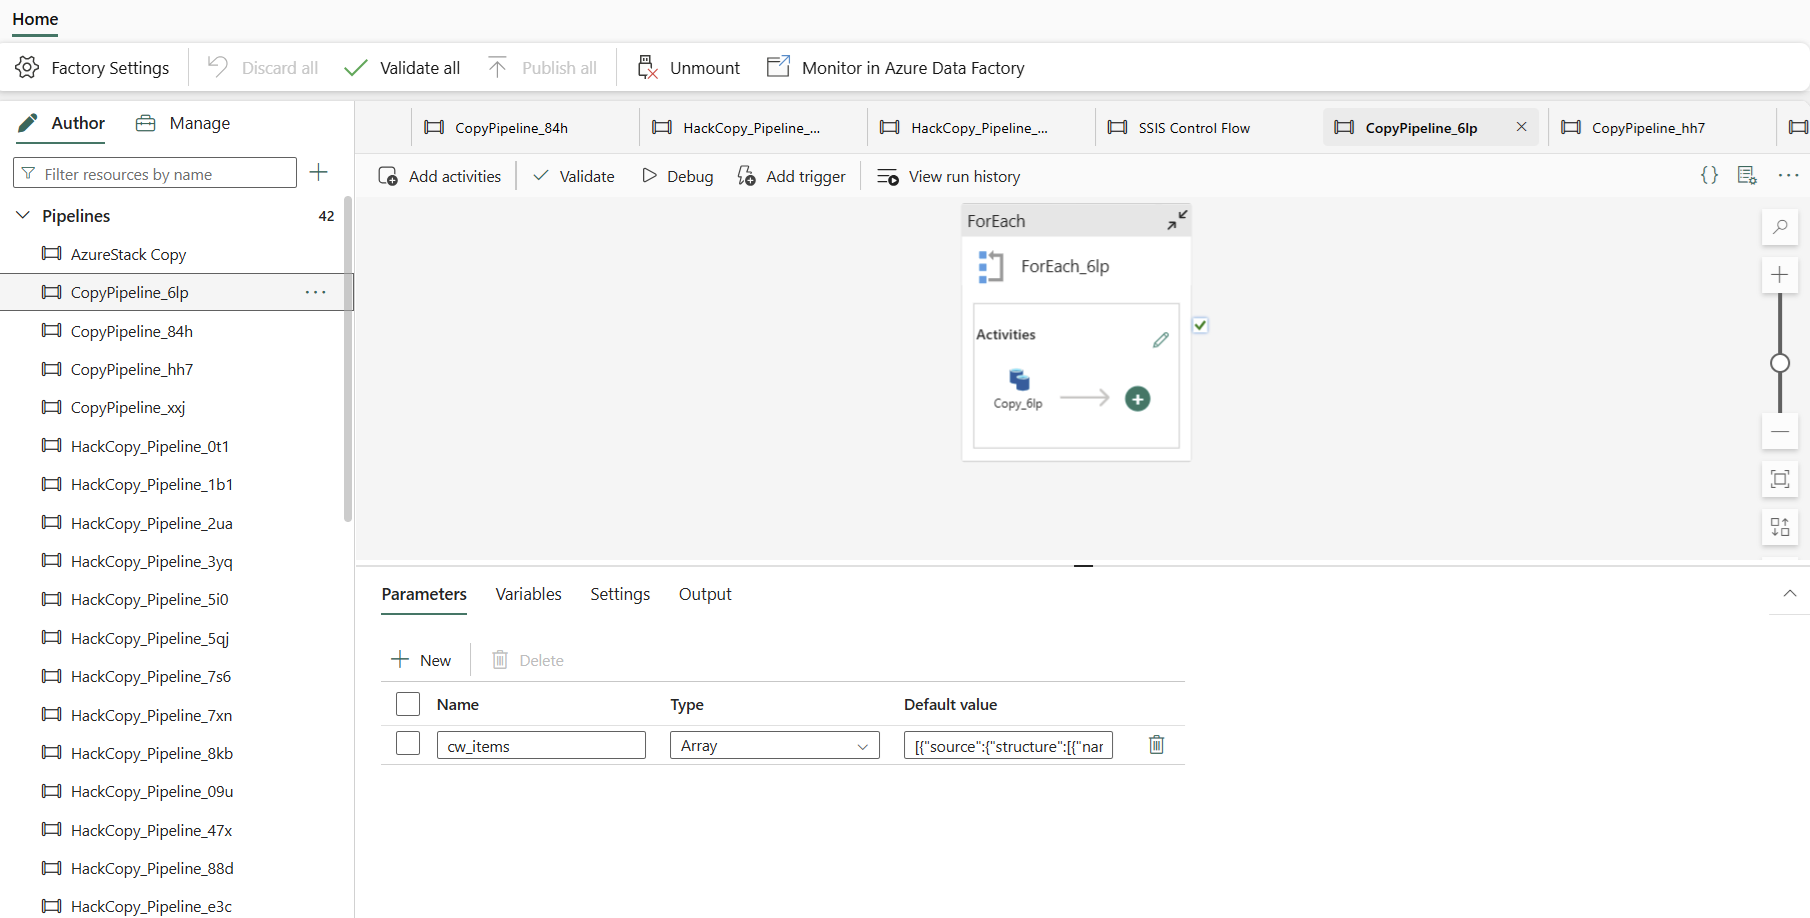 Home
Factory Settings
Discard all
Validate all
Publish all
Unmount
Monitor in Azure Data Factory
Author
Manage
CopyPipeline_84h
HackCopy_Pipeline_...
HackCopy_Pipeline_...
SSIS Control Flow
CopyPipeline_6lp
CopyPipeline_hh7
Filter resources by name
Add activities
Validate
Debug
Add trigger
View run history
Pipelines 42
AzureStack Copy
CopyPipeline_6lp
CopyPipeline_84h
CopyPipeline_hh7
CopyPipeline_xxj
HackCopy_Pipeline_0t1
HackCopy_Pipeline_1b1
HackCopy_Pipeline_2ua
HackCopy_Pipeline_3yq
HackCopy_Pipeline_5i0
HackCopy_Pipeline_5qj
HackCopy_Pipeline_7s6
HackCopy_Pipeline_7xn
HackCopy_Pipeline_8kb
HackCopy_Pipeline_09u
HackCopy_Pipeline_47x
HackCopy_Pipeline_88d
HackCopy_Pipeline_e3c
ForEach
ForEach_6lp
Activities
Copy_6lp
Parameters
Variables
Settings
Output
New
Delete
Name
Type
Default value
cw_items
Array
[{"source":{"structure":[{"nar